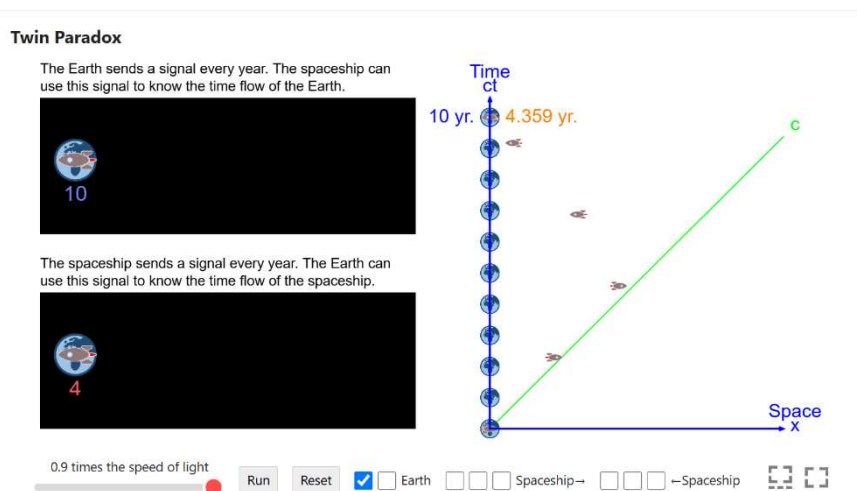 Twin Paradox
The Earth sends a signal every year. The spaceship can
use this signal to know the time flow of the Earth.
10
The spaceship sends a signal every year. The Earth can
use this signal to know the time flow of the spaceship.
4
Time
ct
10 yr.
4.359 yr.
c
Space
x
0.9 times the speed of light
Run
Reset
Earth
Spaceship→
←Spaceship